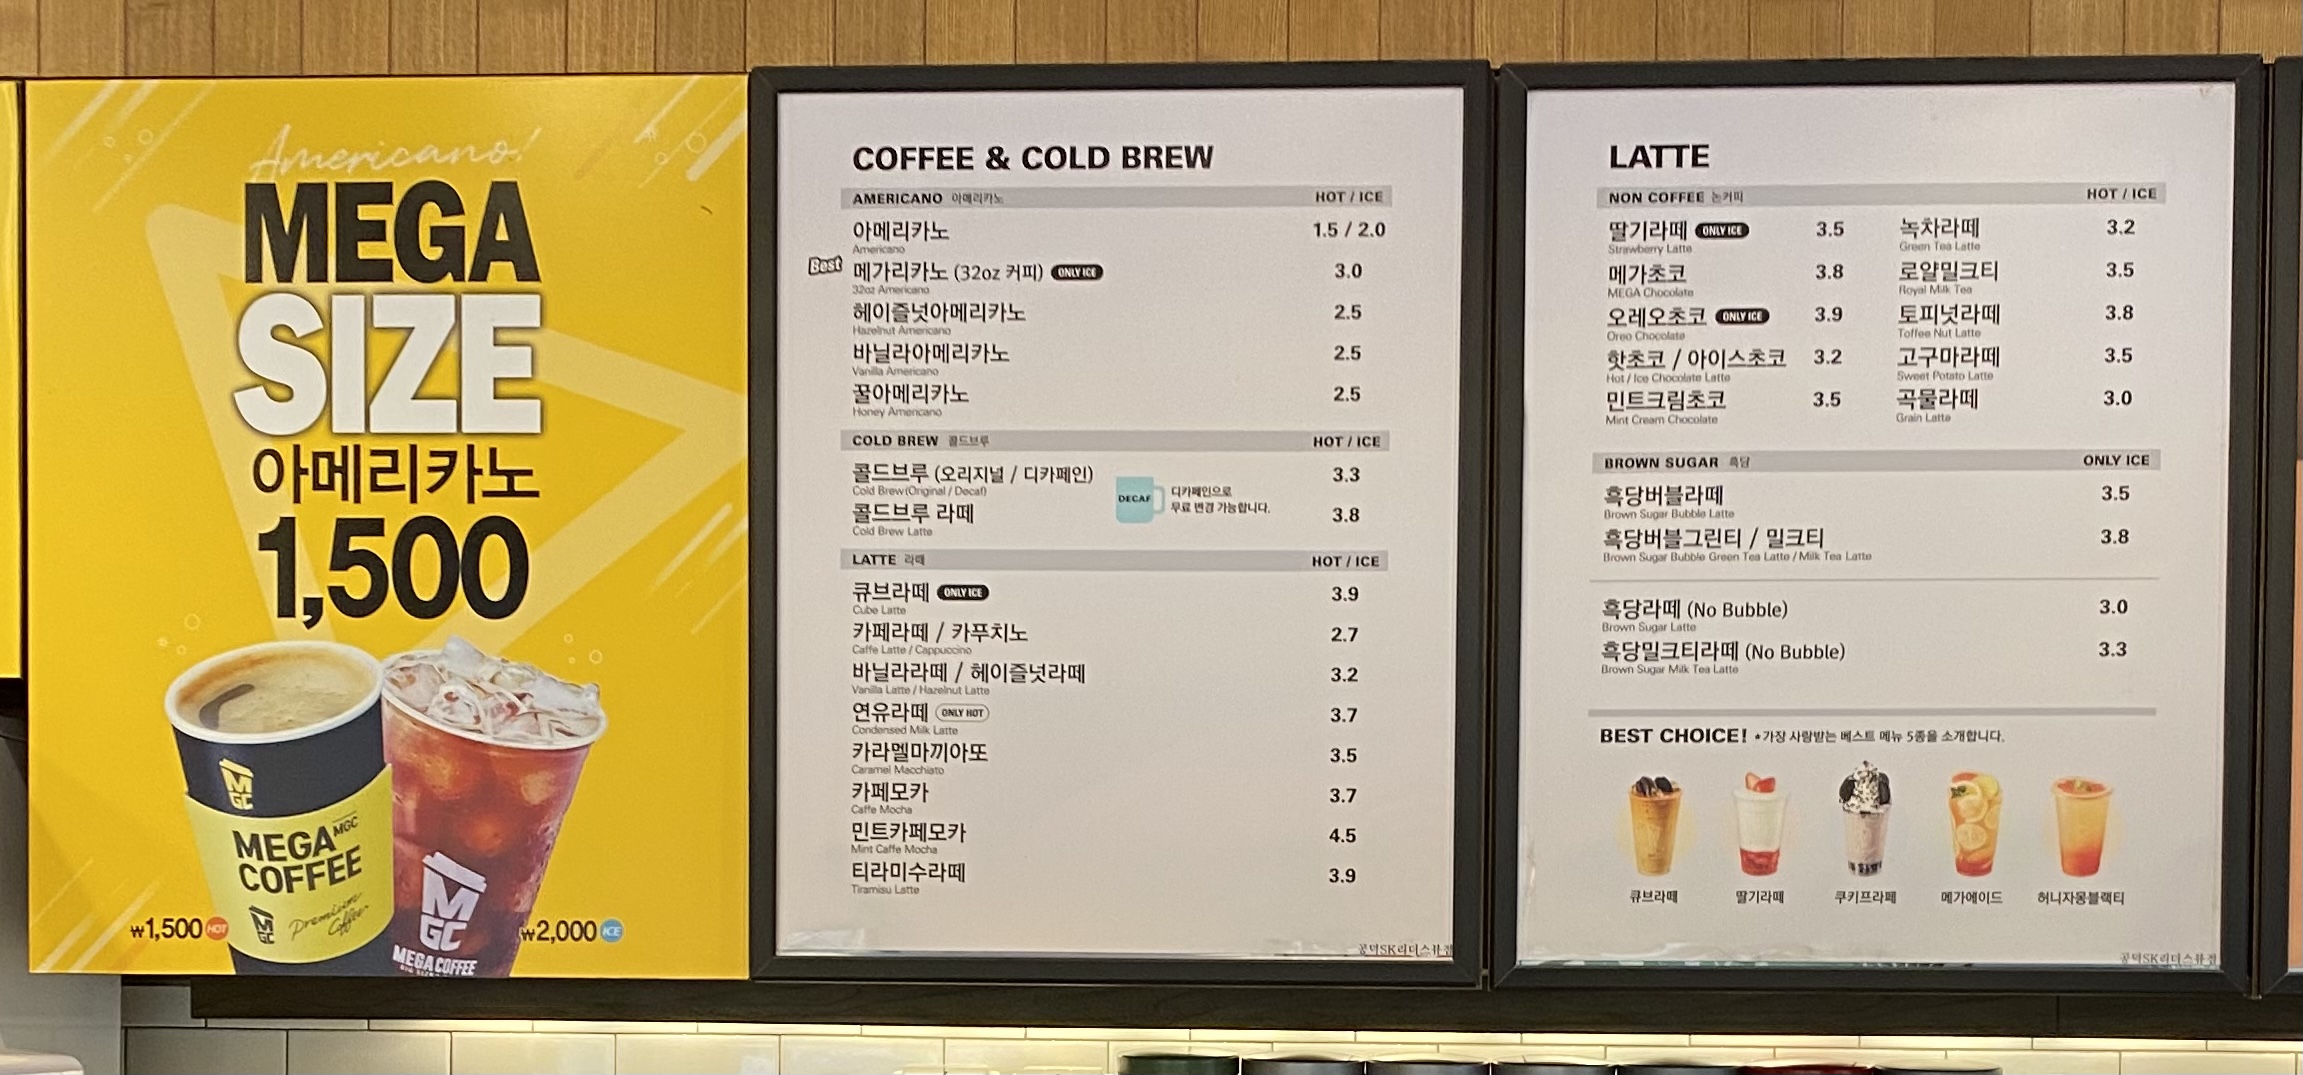 Americano!
MEGA
SIZE
아메리카노
1,500
MGC
MEGA MGC
COFFEE
MGC
Premium
Coffee
MGC
MEGA COFFEE
₩1,500 HOT
₩2,000 ICE
COFFEE & COLD BREW
AMERICANO 아메리카노 HOT / ICE
아메리카노 1.5 / 2.0
Americano
Best 메가리카노 (32oz 커피) ONLY ICE 3.0
32oz Americano
헤이즐넛아메리카노 2.5
Hazelnut Americano
바닐라아메리카노 2.5
Vanilla Americano
꿀아메리카노 2.5
Honey Americano
COLD BREW 콜드브루 HOT / ICE
콜드브루 (오리지널 / 디카페인) 3.3
Cold Brew(Original / Decaf)
콜드브루 라떼 3.8
Cold Brew Latte
DECAF
디카페인으로
무료 변경 가능합니다.
LATTE 라떼 HOT / ICE
큐브라떼 ONLY ICE 3.9
Cube Latte
카페라떼 / 카푸치노 2.7
Caffe Latte / Cappuccino
바닐라라떼 / 헤이즐넛라떼 3.2
Vanilla Latte / Hazelnut Latte
연유라떼 ONLY HOT 3.7
Condensed Milk Latte
카라멜마끼아또 3.5
Caramel Macchiato
카페모카 3.7
Caffe Mocha
민트카페모카 4.5
Mint Caffe Mocha
티라미수라떼 3.9
Tiramisu Latte
공덕SK리더스뷰점
LATTE
NON COFFEE 논커피 HOT / ICE
딸기라떼 ONLY ICE 3.5
Strawberry Latte
메가초코 3.8
MEGA Chocolate
오레오초코 ONLY ICE 3.9
Oreo Chocolate
핫초코 / 아이스초코 3.2
Hot / Ice Chocolate Latte
민트크림초코 3.5
Mint Cream Chocolate
녹차라떼 3.2
Green Tea Latte
로얄밀크티 3.5
Royal Milk Tea
토피넛라떼 3.8
Toffee Nut Latte
고구마라떼 3.5
Sweet Potato Latte
곡물라떼 3.0
Grain Latte
BROWN SUGAR 흑당 ONLY ICE
흑당버블라떼 3.5
Brown Sugar Bubble Latte
흑당버블그린티 / 밀크티 3.8
Brown Sugar Bubble Green Tea Latte / Milk Tea Latte
흑당라떼 (No Bubble) 3.0
Brown Sugar Latte
흑당밀크티라떼 (No Bubble) 3.3
Brown Sugar Milk Tea Latte
BEST CHOICE! *가장 사랑받는 베스트 메뉴 5종을 소개합니다.
큐브라떼 딸기라떼 쿠키프라페 메가에이드 허니자몽블랙티
공덕SK리더스뷰점